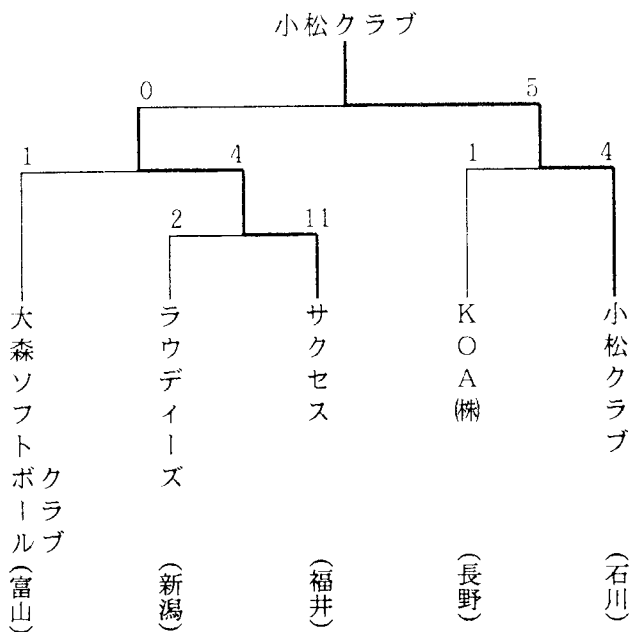 小松クラブ
0
5
1
4
1
4
2
11
大森ソフトボールクラブ(富山)
ラウディーズ(新潟)
サクセス(福井)
KOA㈱(長野)
小松クラブ(石川)